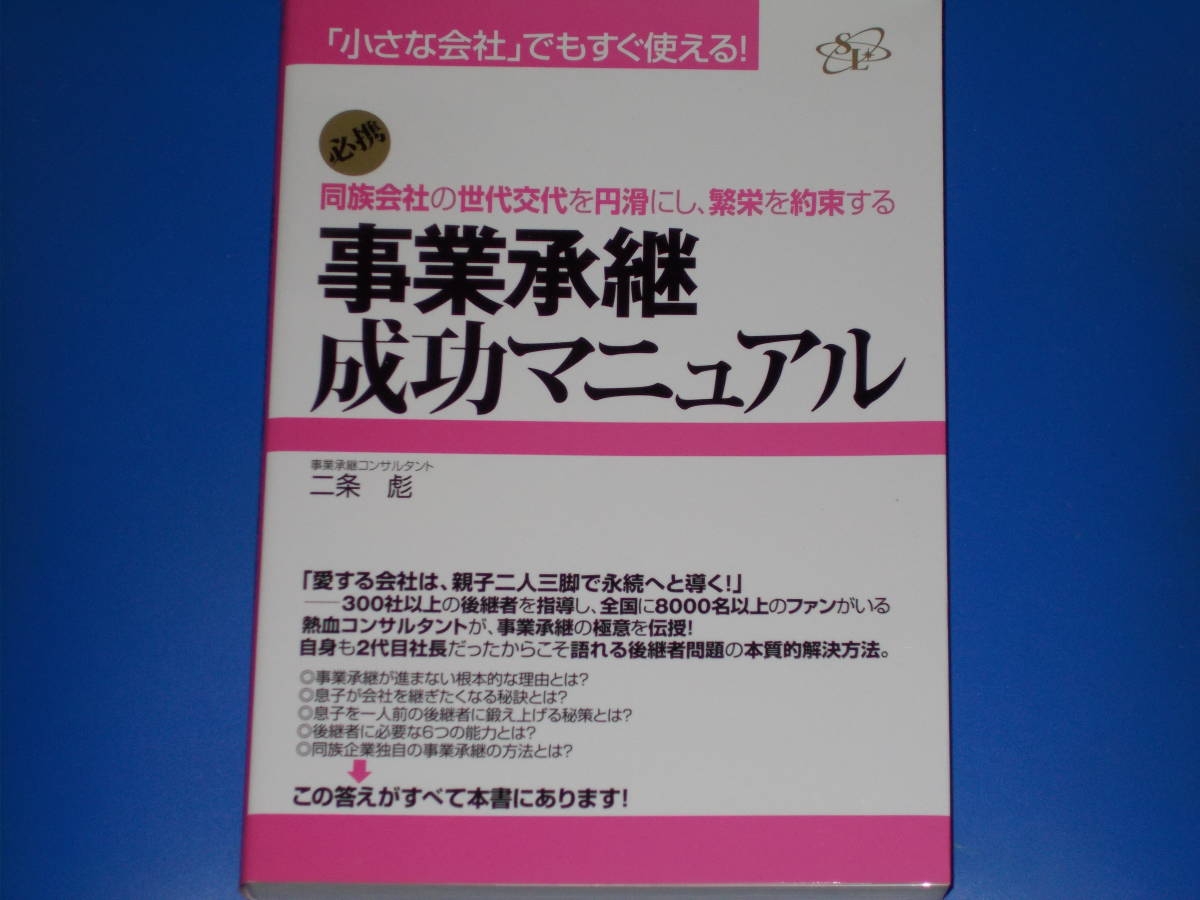 「小さな会社」でもすぐ使える!
SL
必携
同族会社の世代交代を円滑にし、繁栄を約束する
事業承継
成功マニュアル
事業承継コンサルタント
二条 彪
「愛する会社は、親子二人三脚で永続へと導く!」
――300社以上の後継者を指導し、全国に8000名以上のファンがいる
熱血コンサルタントが、事業承継の極意を伝授!
自身も2代目社長だったからこそ語れる後継者問題の本質的解決方法。
◎事業承継が進まない根本的な理由とは?
◎息子が会社を継ぎたくなる秘訣とは?
◎息子を一人前の後継者に鍛え上げる秘策とは?
◎後継者に必要な6つの能力とは?
◎同族企業独自の事業承継の方法とは?
この答えがすべて本書にあります!